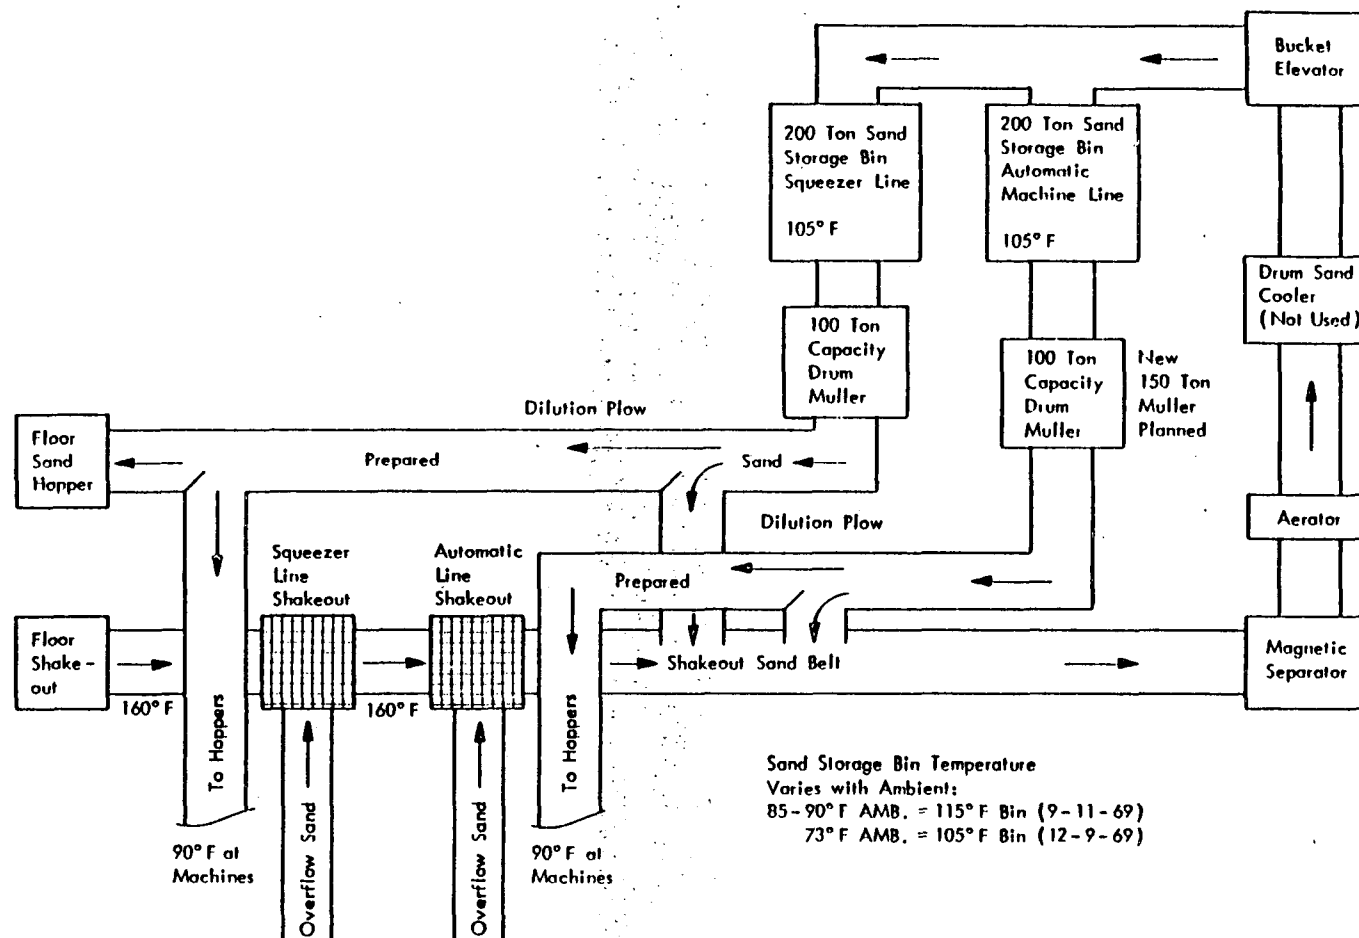 Bucket
Elevator
200 Ton Sand
Storage Bin
Squeezer Line
105° F
200 Ton Sand
Storage Bin
Automatic
Machine Line
105° F
Drum Sand
Cooler
(Not Used)
100 Ton
Capacity
Drum
Muller
100 Ton
Capacity
Drum
Muller
New
150 Ton
Muller
Planned
Dilution Plow
Floor
Sand
Hopper
Prepared
Sand
Dilution Plow
Aerator
Squeezer
Line
Shakeout
Automatic
Line
Shakeout
Prepared
Floor
Shake-
out
160° F
160° F
Shakeout Sand Belt
Magnetic
Separator
To Hoppers
To Hoppers
Overflow Sand
Overflow Sand
90° F at
Machines
90° F at
Machines
Sand Storage Bin Temperature
Varies with Ambient:
85-90° F AMB. = 115° F Bin (9-11-69)
73° F AMB. = 105° F Bin (12-9-69)